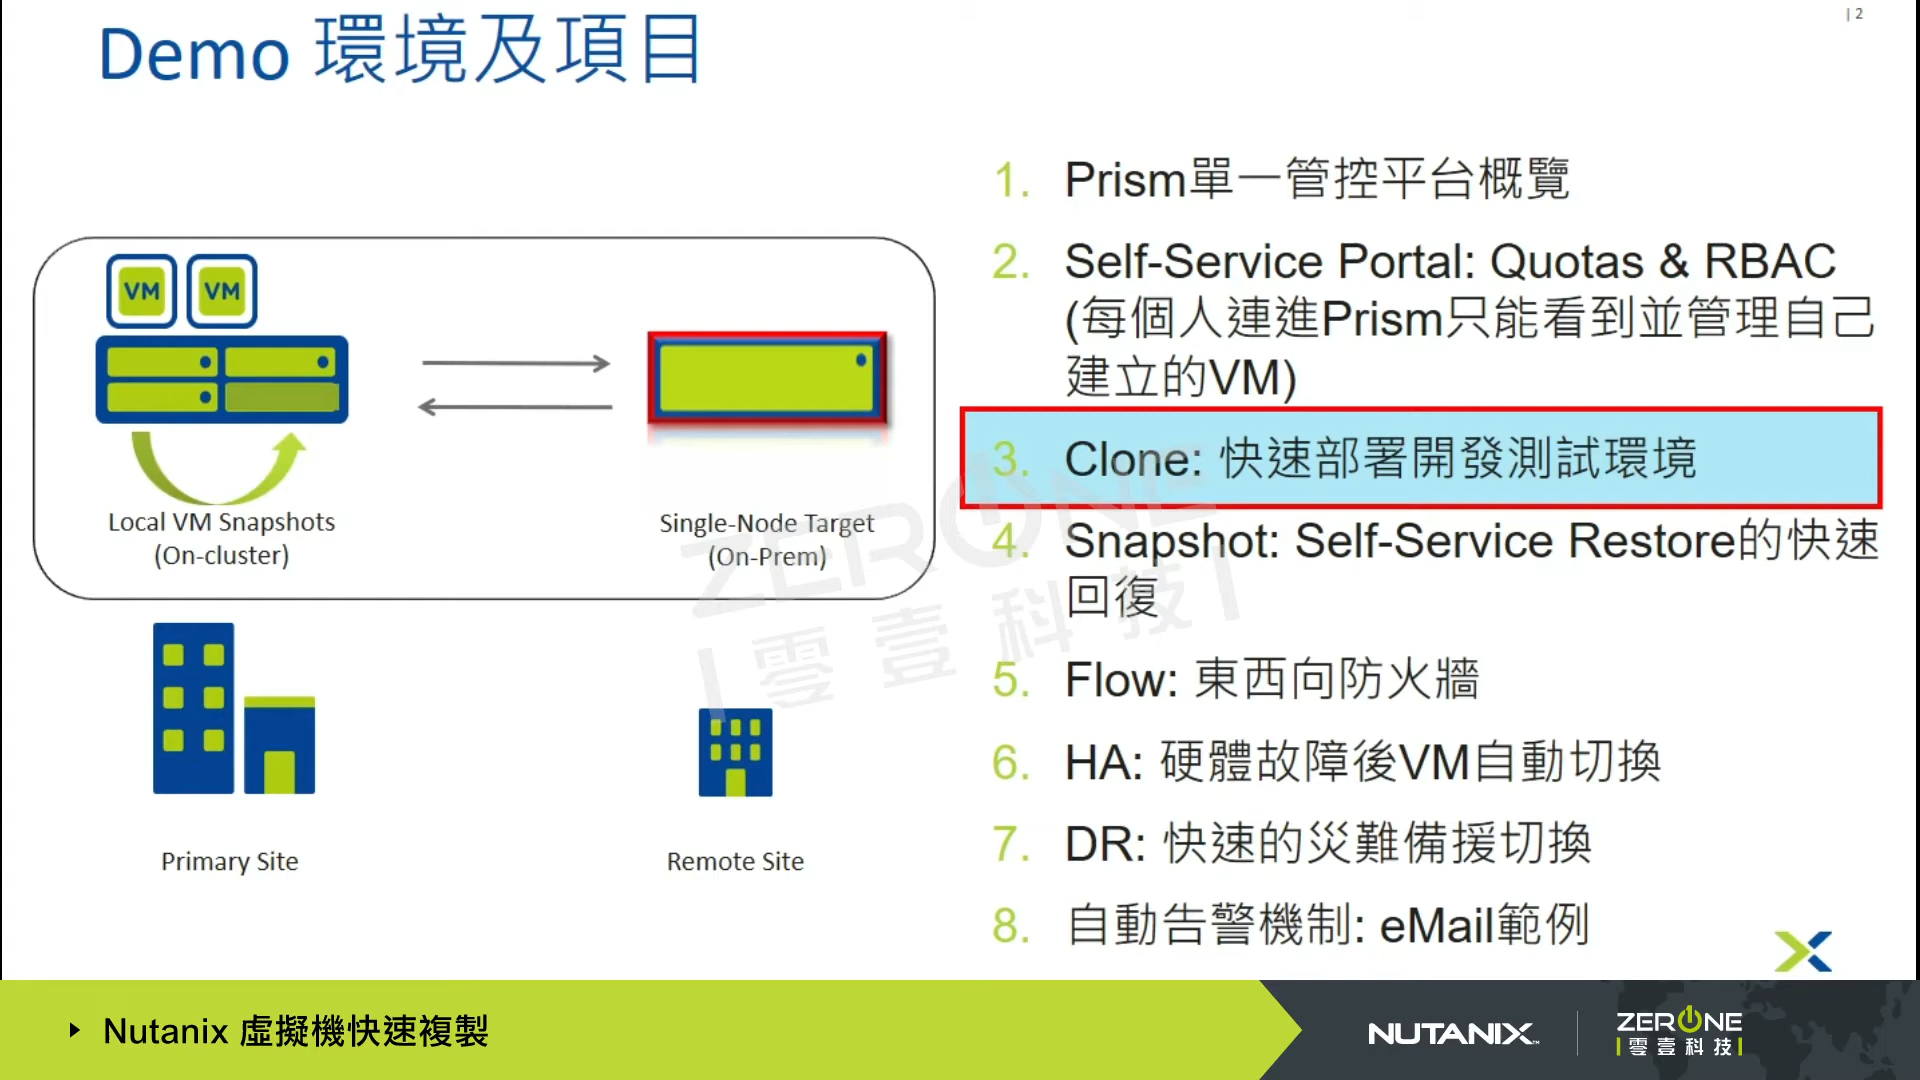 | 2
Demo 環境及項目
VM VM
Local VM Snapshots
(On-cluster)
Single-Node Target
(On-Prem)
Primary Site
Remote Site
1. Prism單一管控平台概覽
2. Self-Service Portal: Quotas & RBAC
(每個人連進Prism只能看到並管理自己
建立的VM)
3. Clone: 快速部署開發測試環境
4. Snapshot: Self-Service Restore的快速
回復
5. Flow: 東西向防火牆
6. HA: 硬體故障後VM自動切換
7. DR: 快速的災難備援切換
8. 自動告警機制: eMail範例
ZERONE
零壹科技
Nutanix 虛擬機快速複製
NUTANIX
ZERONE
零壹科技